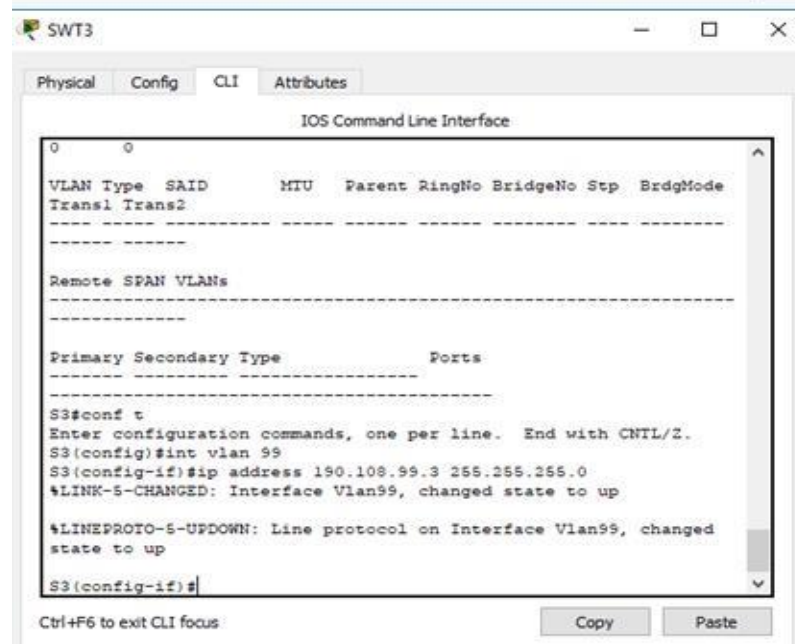 SWT3
Physical Config CLI Attributes
IOS Command Line Interface
0 0
VLAN Type SAID MTU Parent RingNo BridgeNo Stp BrdgMode
Trans1 Trans2
---- ----- ---------- ----- ------ ------ -------- ---- --------
------ ------
Remote SPAN VLANs
------------------------------------------------------------------
-------------
Primary Secondary Type Ports
------- --------- -----------------
-------------------------------------------
S3#conf t
Enter configuration commands, one per line. End with CNTL/Z.
S3(config)#int vlan 99
S3(config-if)#ip address 190.108.99.3 255.255.255.0
%LINK-5-CHANGED: Interface Vlan99, changed state to up
%LINEPROTO-5-UPDOWN: Line protocol on Interface Vlan99, changed
state to up
S3(config-if)#
Ctrl+F6 to exit CLI focus
Copy Paste